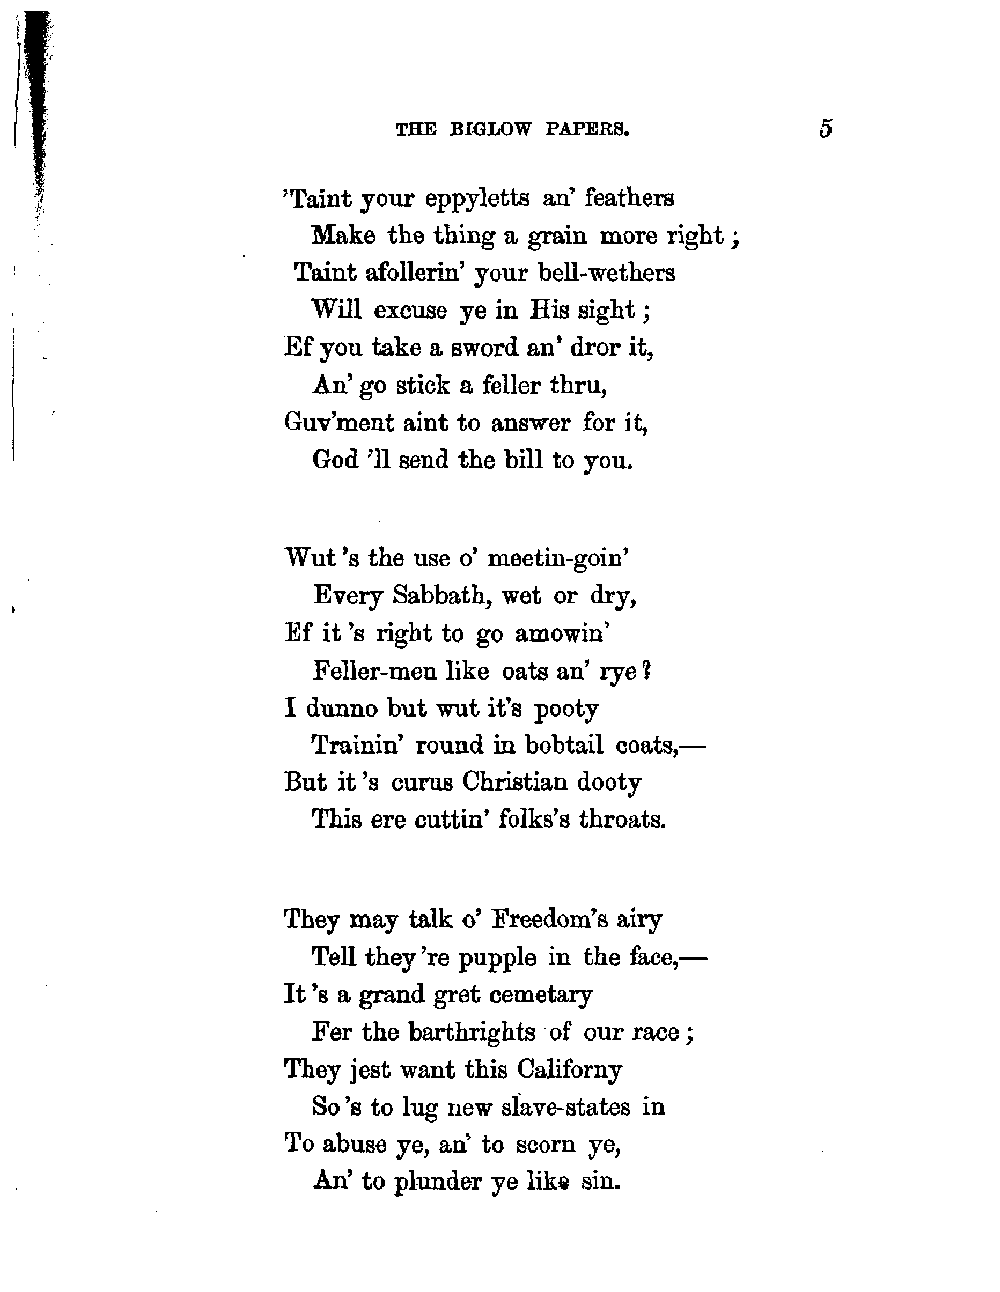 THE BIGLOW PAPERS. 5
'Taint your eppyletts an' feathers
Make the thing a grain more right;
Taint afollerin' your bell-wethers
Will excuse ye in His sight;
Ef you take a sword an' dror it,
An' go stick a feller thru,
Guv'ment aint to answer for it,
God 'll send the bill to you.
Wut 's the use o' meetin-goin'
Every Sabbath, wet or dry,
Ef it 's right to go amowin'
Feller-men like oats an' rye?
I dunno but wut it's pooty
Trainin' round in bobtail coats,—
But it 's curus Christian dooty
This ere cuttin' folks's throats.
They may talk o' Freedom's airy
Tell they 're pupple in the face,—
It 's a grand gret cemetary
Fer the barthrights of our race;
They jest want this Californy
So 's to lug new slave-states in
To abuse ye, an' to scorn ye,
An' to plunder ye like sin.